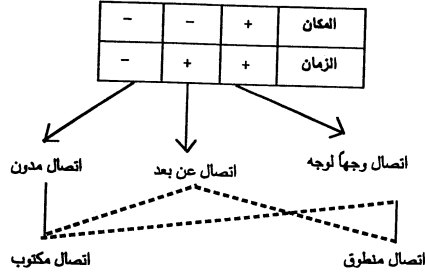 المكان + - -
الزمان + + -
اتصال وجهاً لوجه
اتصال عن بعد
اتصال مدون
اتصال منطوق
اتصال مكتوب